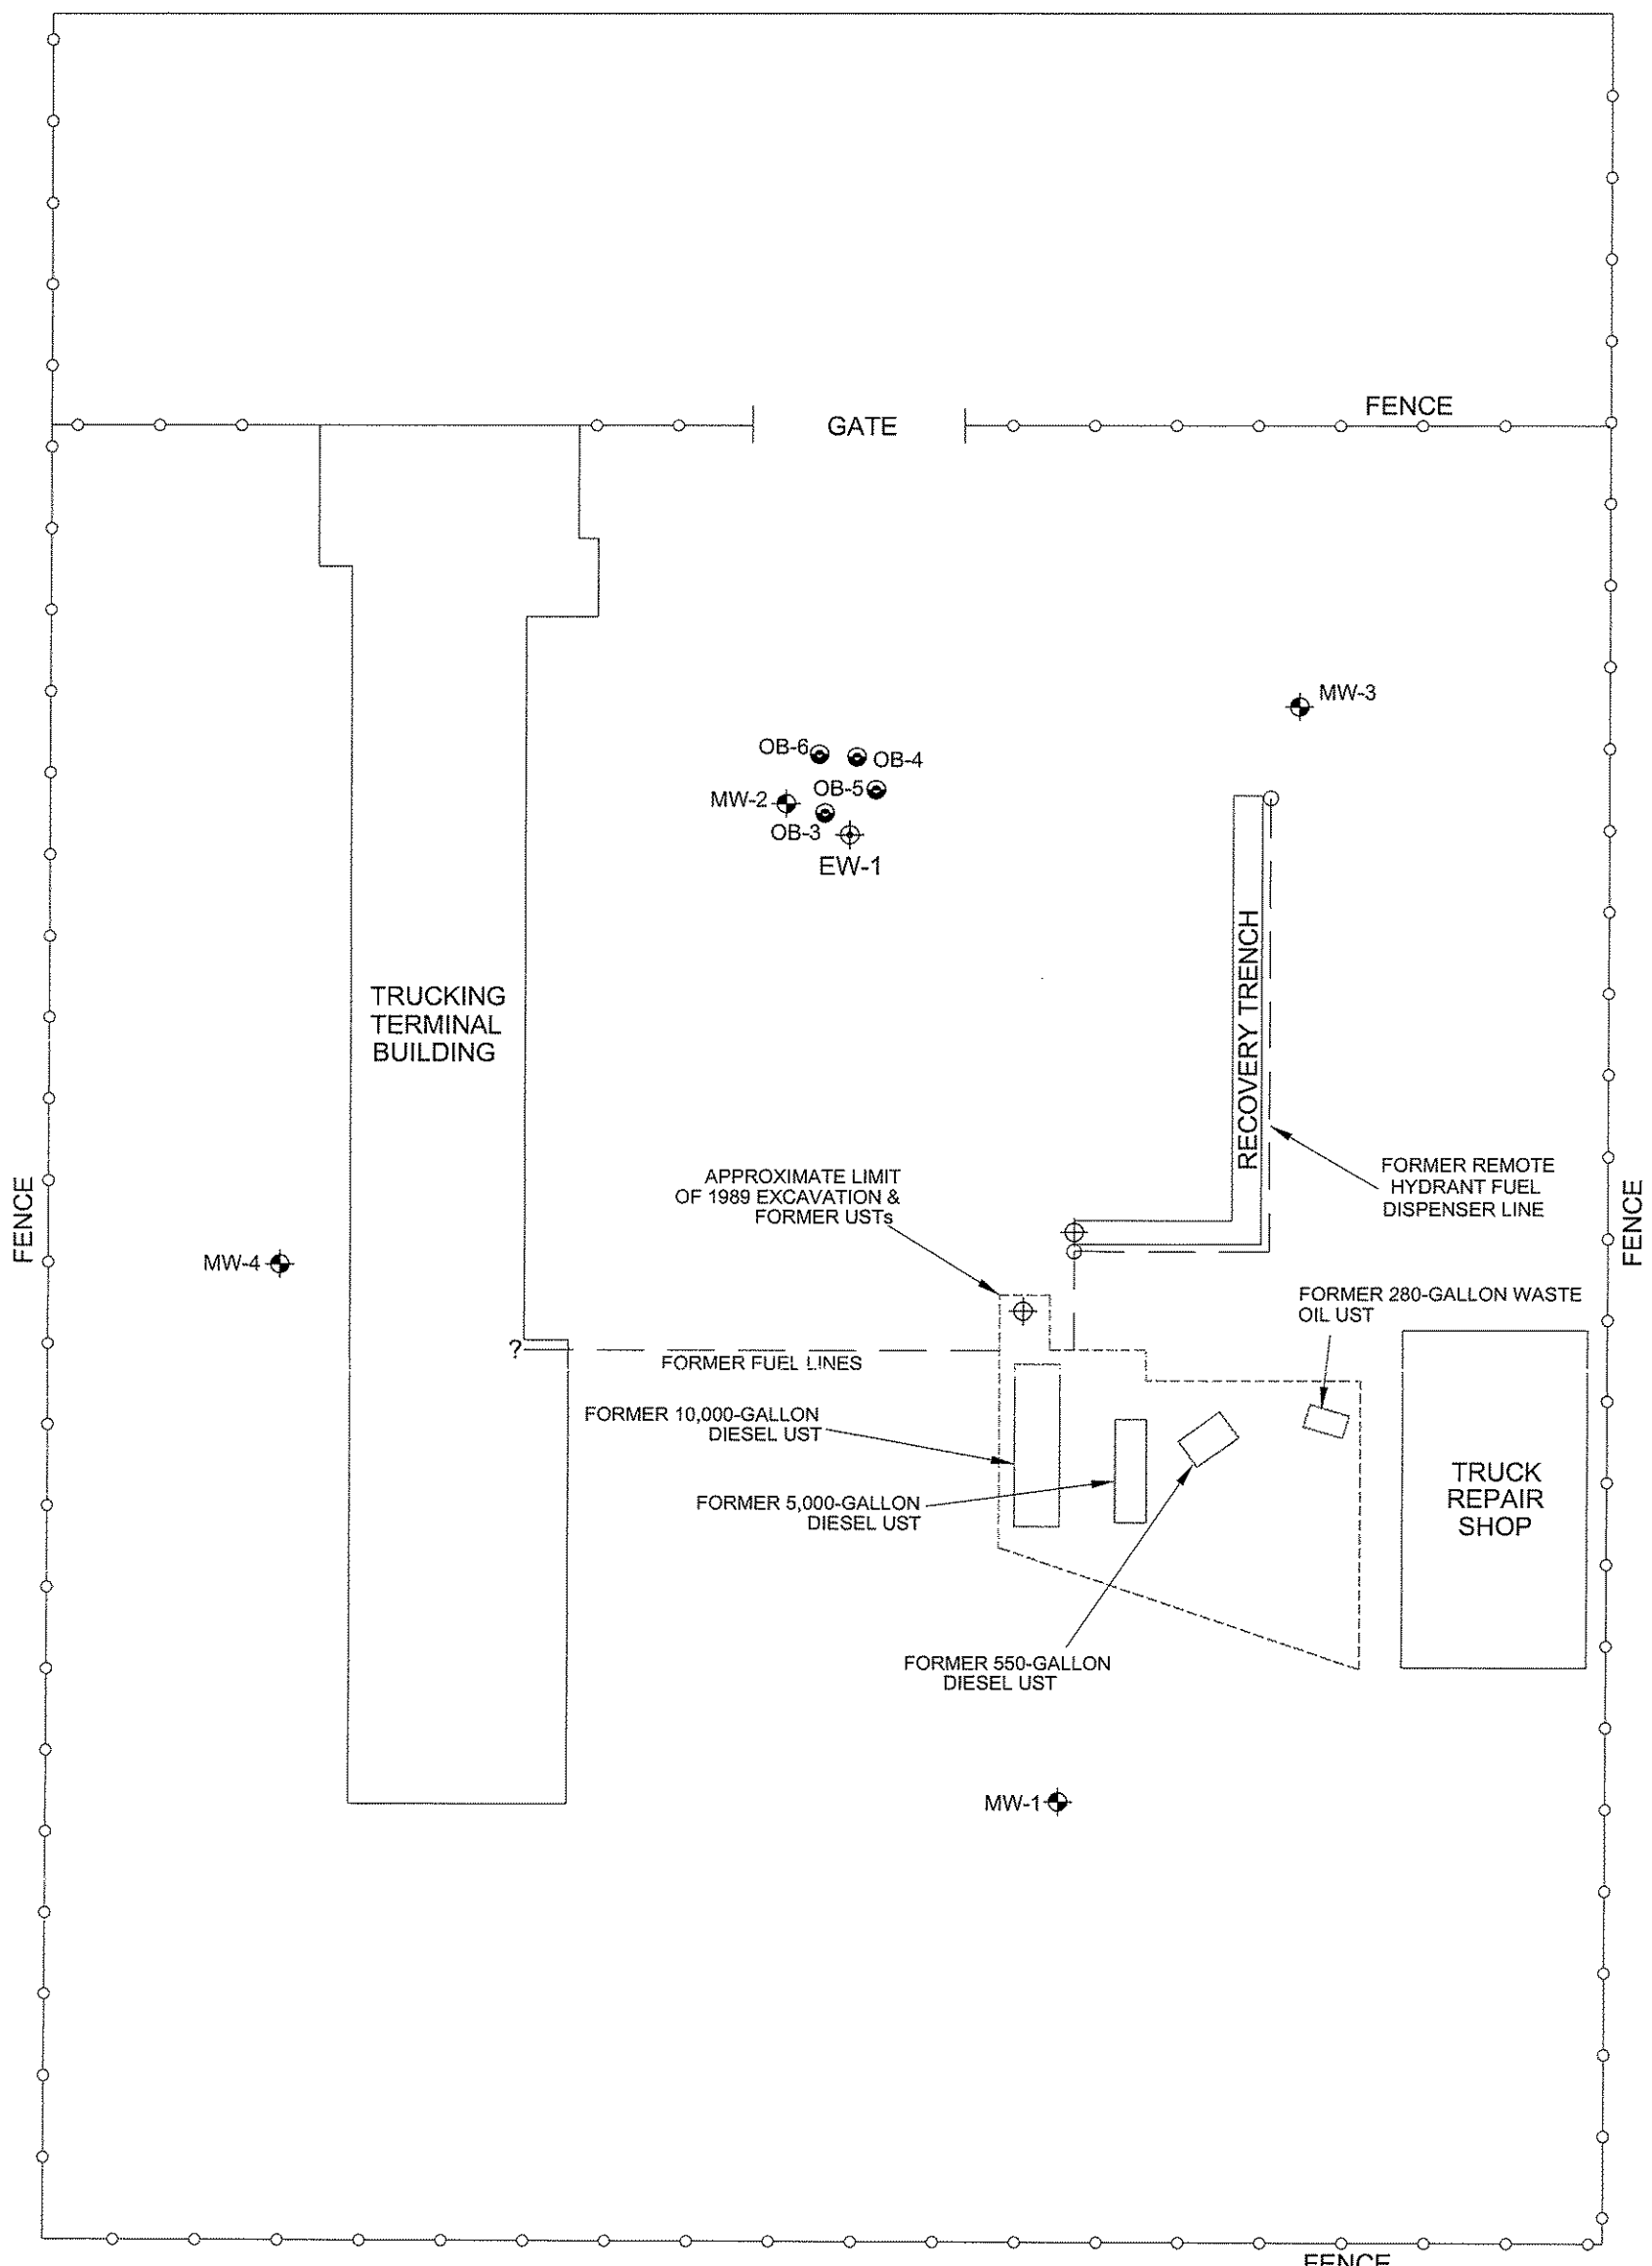 FENCE
GATE
MW-3
OB-6
OB-4
OB-5
MW-2
OB-3
EW-1
RECOVERY TRENCH
TRUCKING
TERMINAL
BUILDING
APPROXIMATE LIMIT
OF 1989 EXCAVATION &
FORMER USTs
FORMER REMOTE
HYDRANT FUEL
DISPENSER LINE
FENCE
FENCE
MW-4
FORMER 280-GALLON WASTE
OIL UST
?
FORMER FUEL LINES
FORMER 10,000-GALLON
DIESEL UST
FORMER 5,000-GALLON
DIESEL UST
TRUCK
REPAIR
SHOP
FORMER 550-GALLON
DIESEL UST
MW-1
FENCE